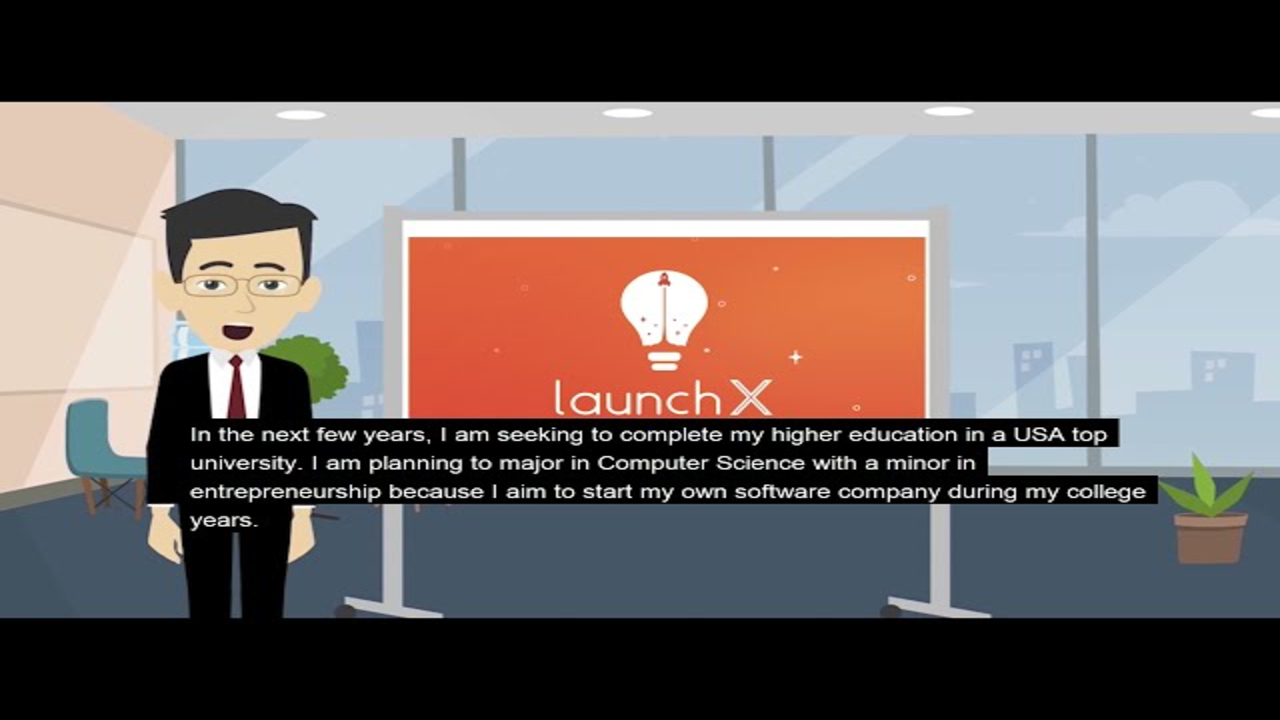 launchX
In the next few years, I am seeking to complete my higher education in a USA top
university. I am planning to major in Computer Science with a minor in
entrepreneurship because I aim to start my own software company during my college
years.